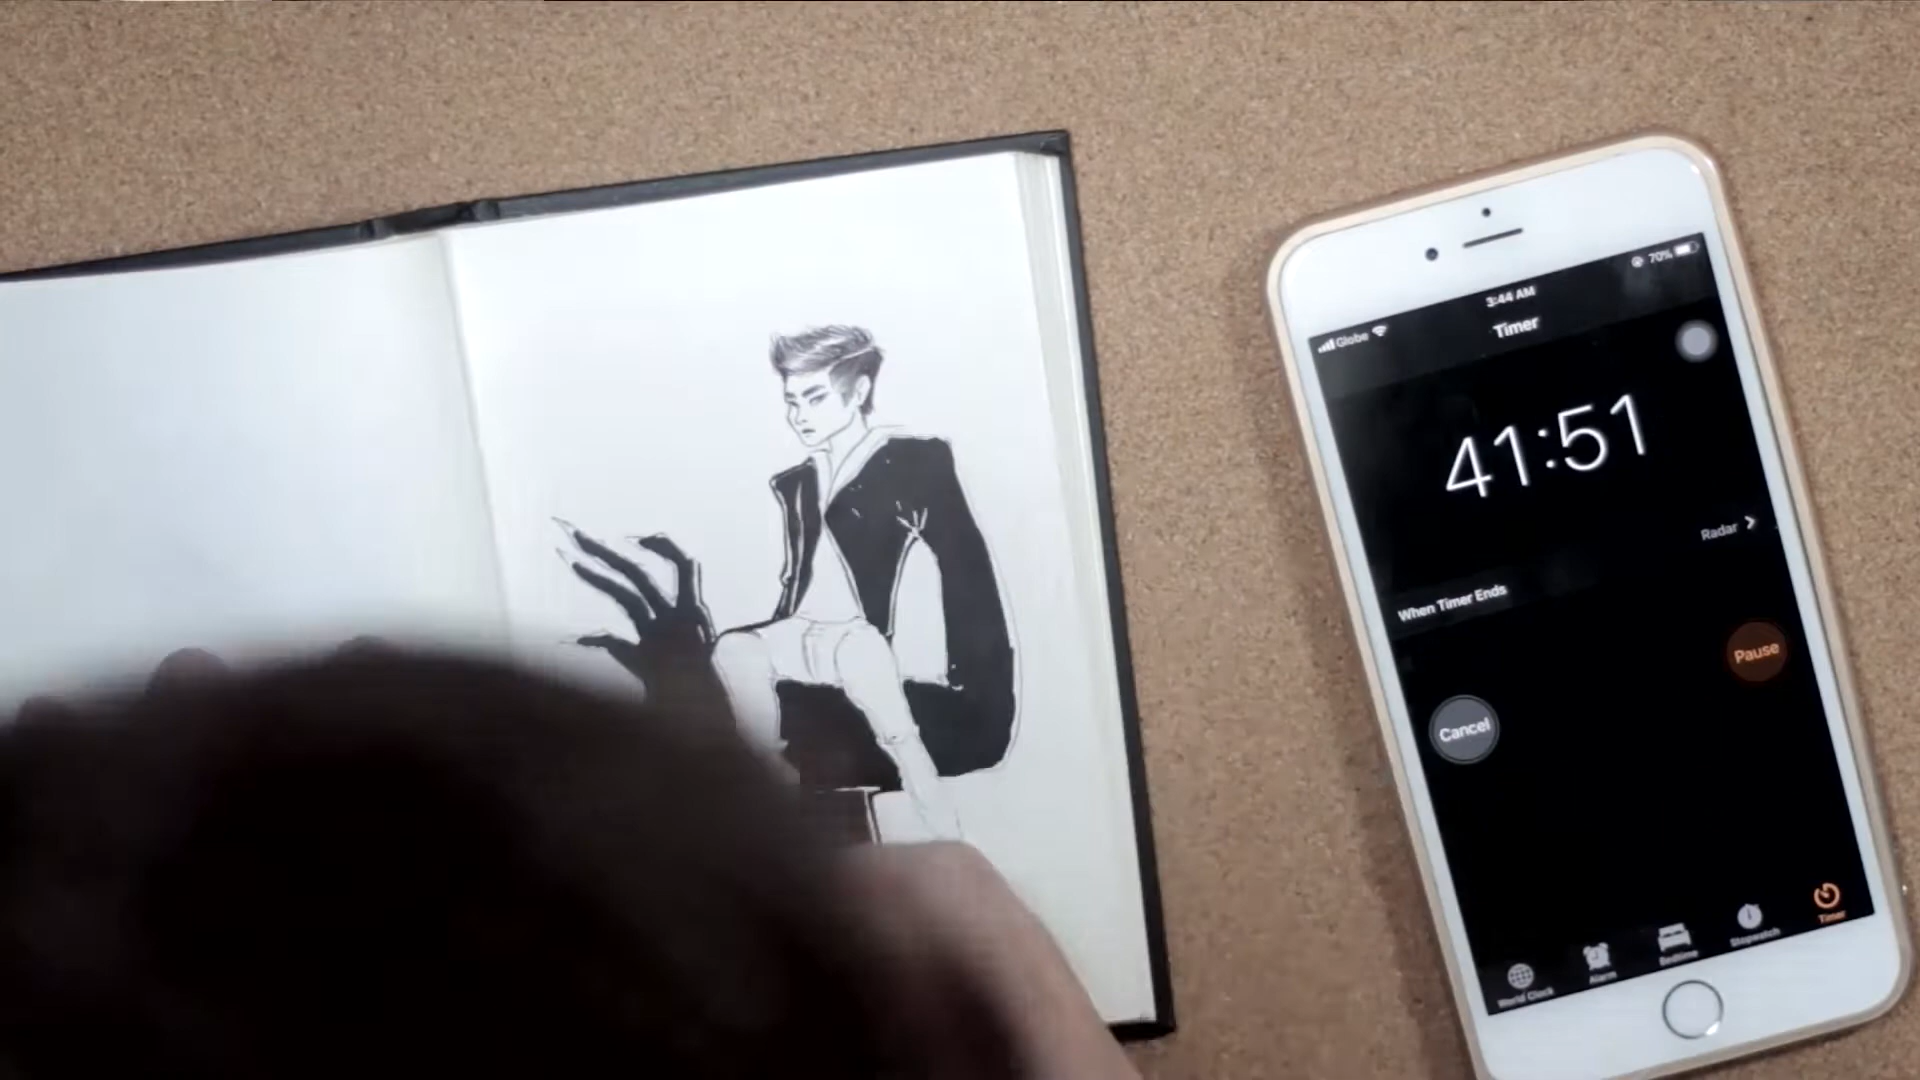 70%
3:44 AM
Globe
Timer
41:51
Radar
When Timer Ends
Pause
Cancel
World Clock
Alarm
Bedtime
Stopwatch
Timer